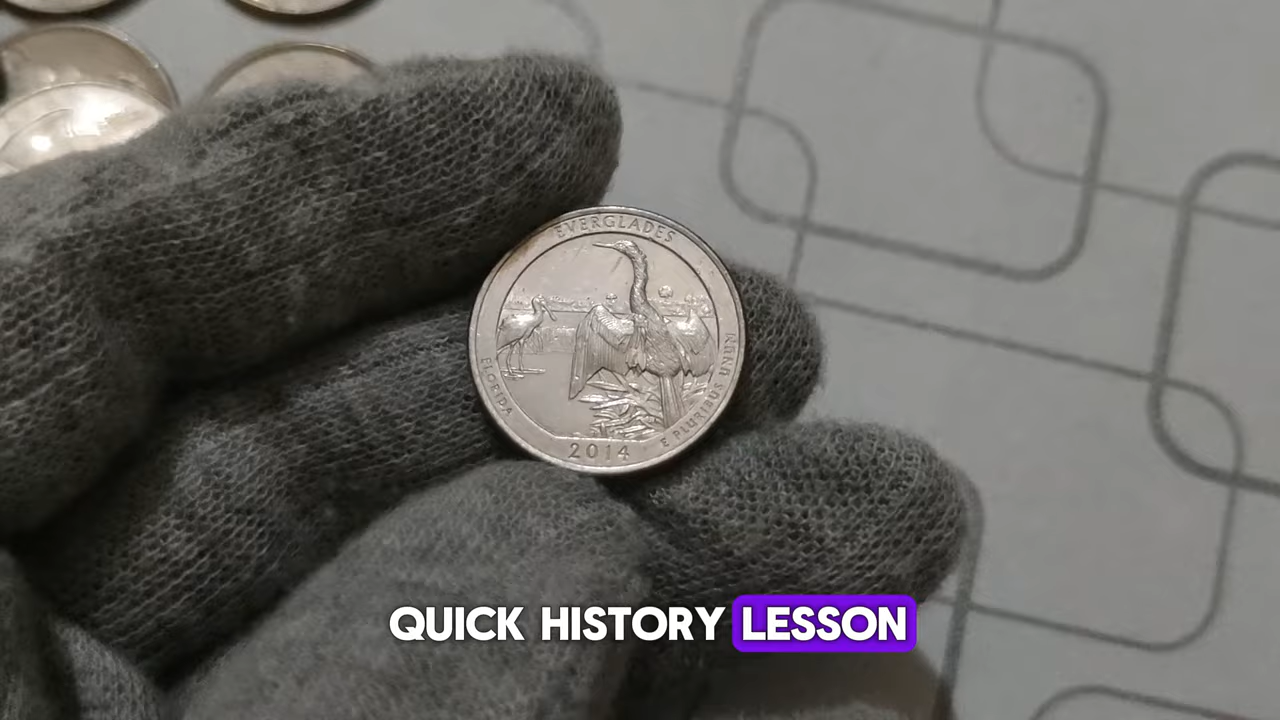 EVERGLADES
FLORIDA
E PLURIBUS UNUM
2014
QUICK HISTORY LESSON